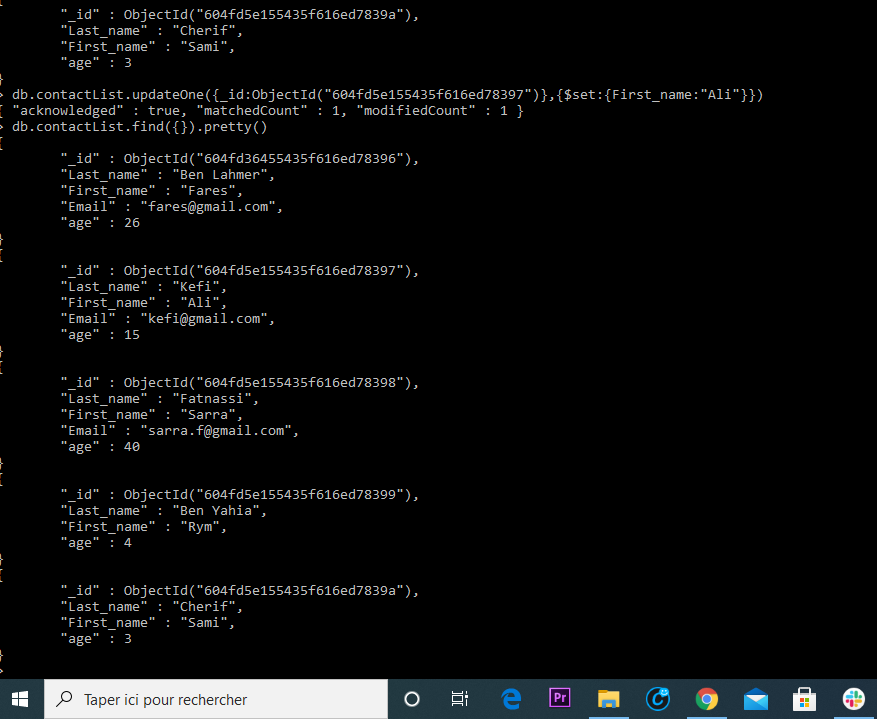 "_id" : ObjectId("604fd5e155435f616ed7839a"),
"Last_name" : "Cherif",
"First_name" : "Sami",
"age" : 3
}
> db.contactList.updateOne({_id:ObjectId("604fd5e155435f616ed78397")},{$set:{First_name:"Ali"}})
{ "acknowledged" : true, "matchedCount" : 1, "modifiedCount" : 1 }
> db.contactList.find({}).pretty()
{
"_id" : ObjectId("604fd36455435f616ed78396"),
"Last_name" : "Ben Lahmer",
"First_name" : "Fares",
"Email" : "fares@gmail.com",
"age" : 26
}
{
"_id" : ObjectId("604fd5e155435f616ed78397"),
"Last_name" : "Kefi",
"First_name" : "Ali",
"Email" : "kefi@gmail.com",
"age" : 15
}
{
"_id" : ObjectId("604fd5e155435f616ed78398"),
"Last_name" : "Fatnassi",
"First_name" : "Sarra",
"Email" : "sarra.f@gmail.com",
"age" : 40
}
{
"_id" : ObjectId("604fd5e155435f616ed78399"),
"Last_name" : "Ben Yahia",
"First_name" : "Rym",
"age" : 4
}
{
"_id" : ObjectId("604fd5e155435f616ed7839a"),
"Last_name" : "Cherif",
"First_name" : "Sami",
"age" : 3
}
>
Taper ici pour rechercher
Pr